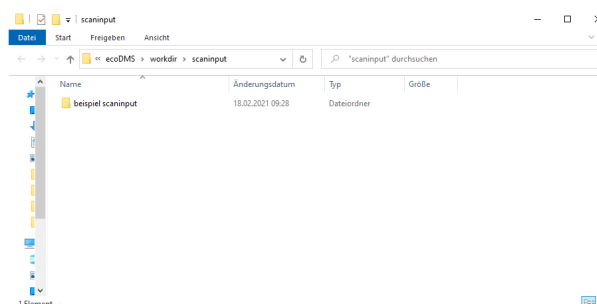 scaninput
Datei Start Freigeben Ansicht
« ecoDMS › workdir › scaninput "scaninput" durchsuchen
Name Änderungsdatum Typ Größe
beispiel scaninput 18.02.2021 09:28 Dateiordner
1 Element